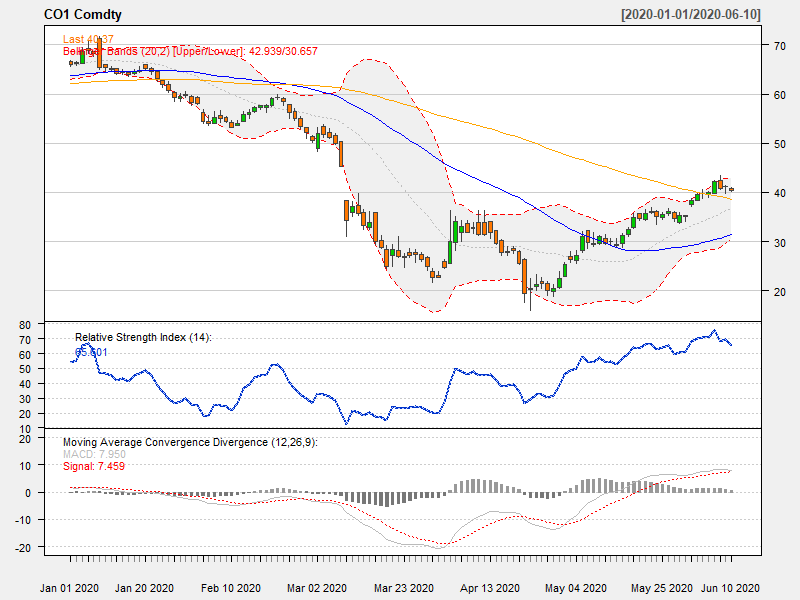 CO1 Comdty [2020-01-01/2020-06-10]
Last 40.37
Bollinger Bands (20,2) [Upper/Lower]: 42.939/30.657
70
60
50
40
30
20
80
70
60
50
40
30
20
10
Relative Strength Index (14):
65.601
20
10
0
-10
-20
Moving Average Convergence Divergence (12,26,9):
MACD: 7.950
Signal: 7.459
Jan 01 2020 Jan 20 2020 Feb 10 2020 Mar 02 2020 Mar 23 2020 Apr 13 2020 May 04 2020 May 25 2020 Jun 10 2020